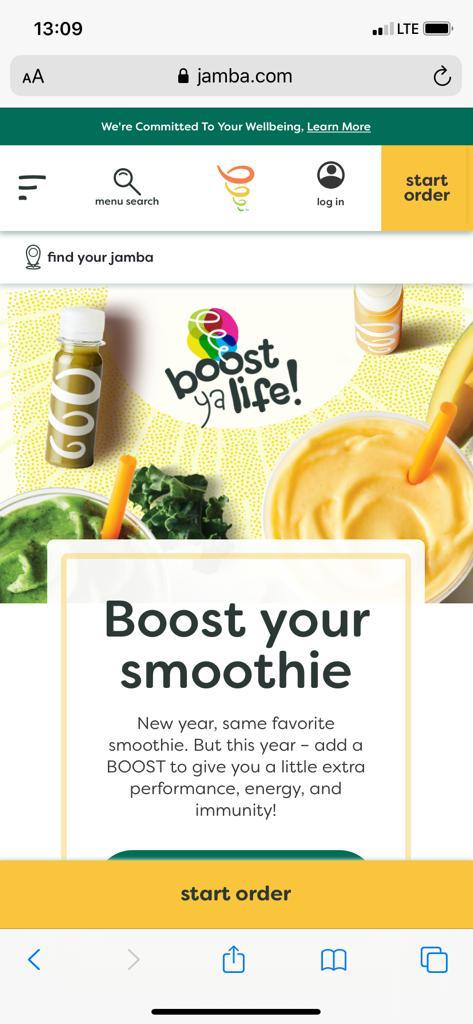 13:09
LTE
AA
jamba.com
We're Committed To Your Wellbeing, Learn More
menu search
log in
start
order
find your jamba
boost
ya life!
Boost your
smoothie
New year, same favorite
smoothie. But this year – add a
BOOST to give you a little extra
performance, energy, and
immunity!
start order